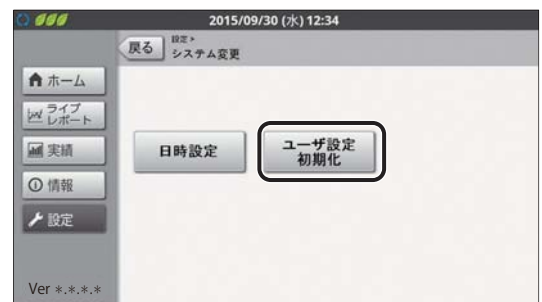 2015/09/30 (水) 12:34
戻る
設定>
システム変更
ホーム
ライブ
レポート
実績
情報
設定
日時設定
ユーザ設定
初期化
Ver *.*.*.*